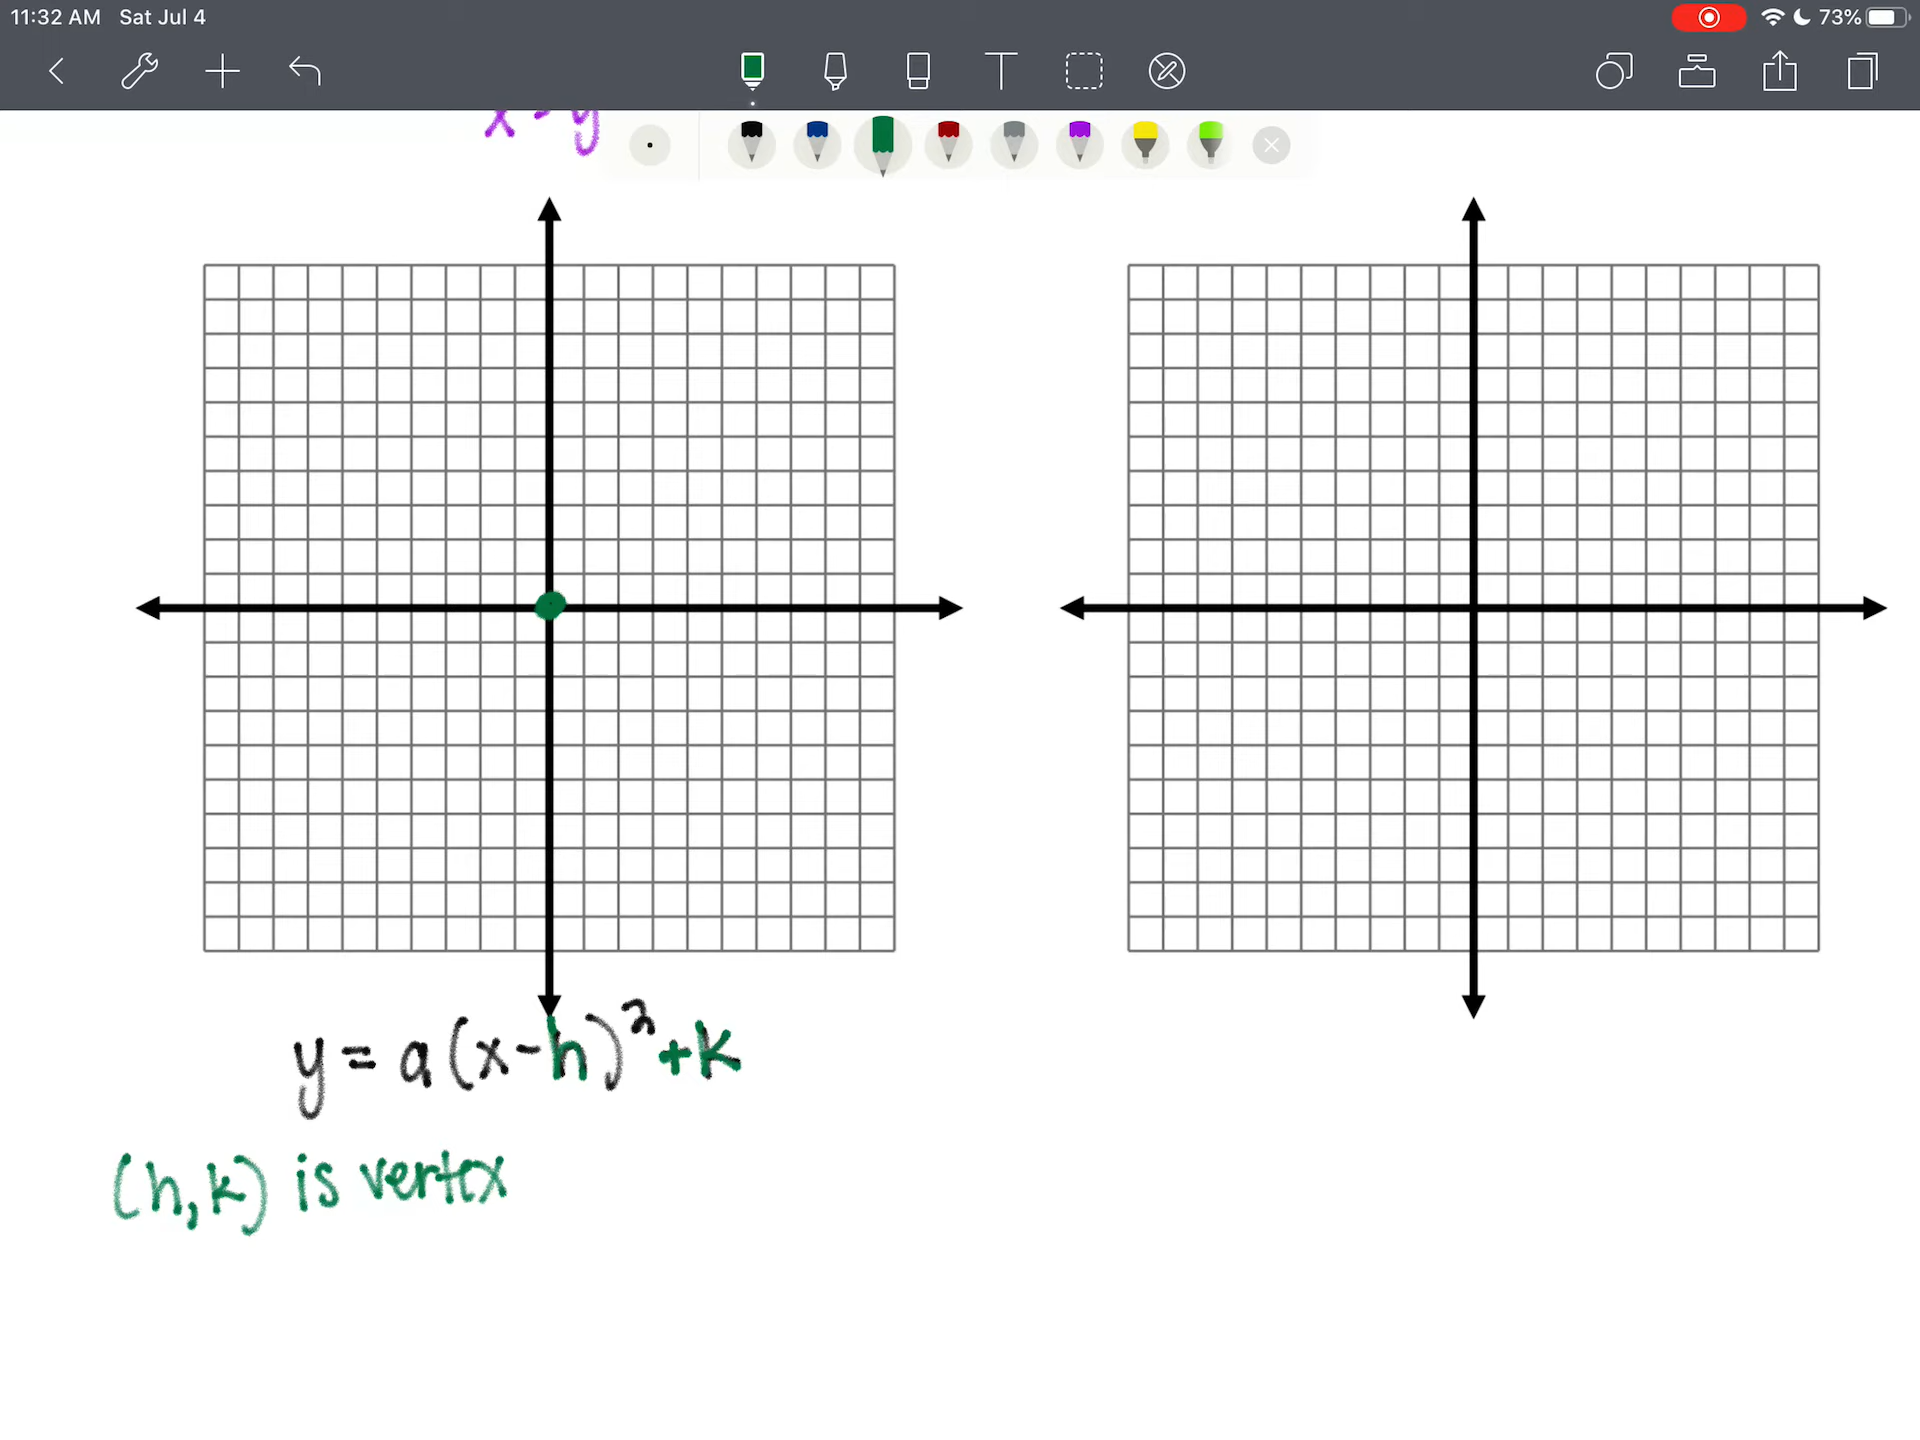 11:32 AM Sat Jul 4
73%
T
x = y
y = a(x-h)²+k
(h,k) is vertex